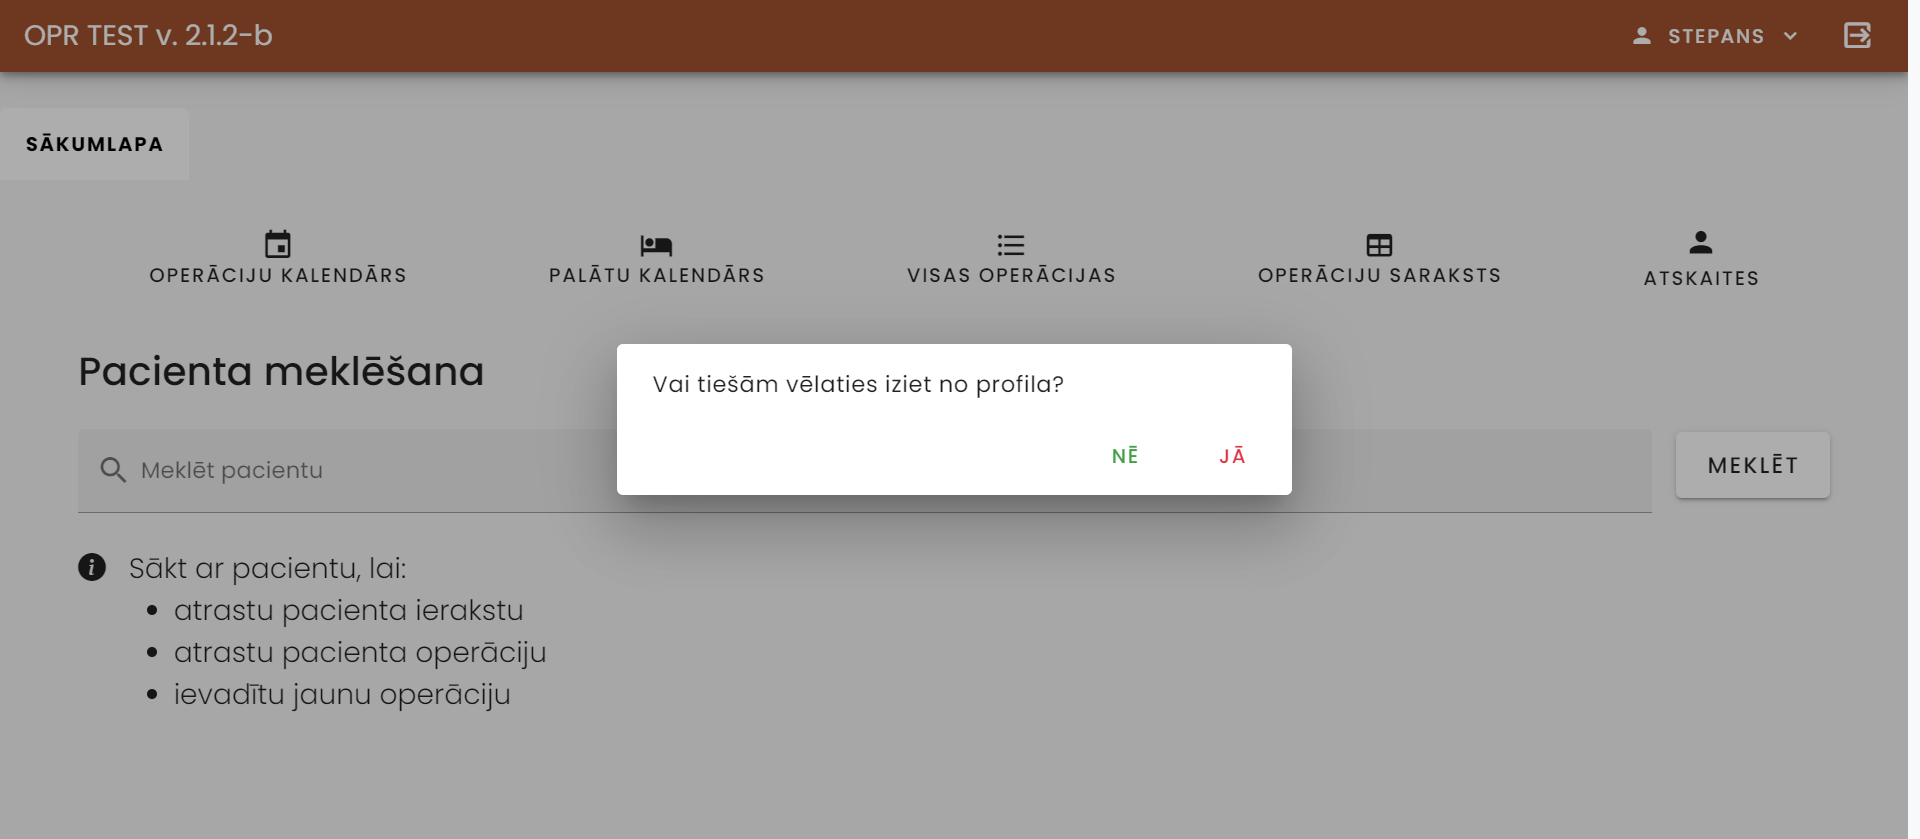 OPR TEST v. 2.1.2-b
STEPANS
SĀKUMLAPA
OPERĀCIJU KALENDĀRS
PALĀTU KALENDĀRS
VISAS OPERĀCIJAS
OPERĀCIJU SARAKSTS
ATSKAITES
Pacienta meklēšana
Vai tiešām vēlaties iziet no profila?
NĒ
JĀ
Meklēt pacientu
MEKLĒT
Sākt ar pacientu, lai:
• atrastu pacienta ierakstu
• atrastu pacienta operāciju
• ievadītu jaunu operāciju